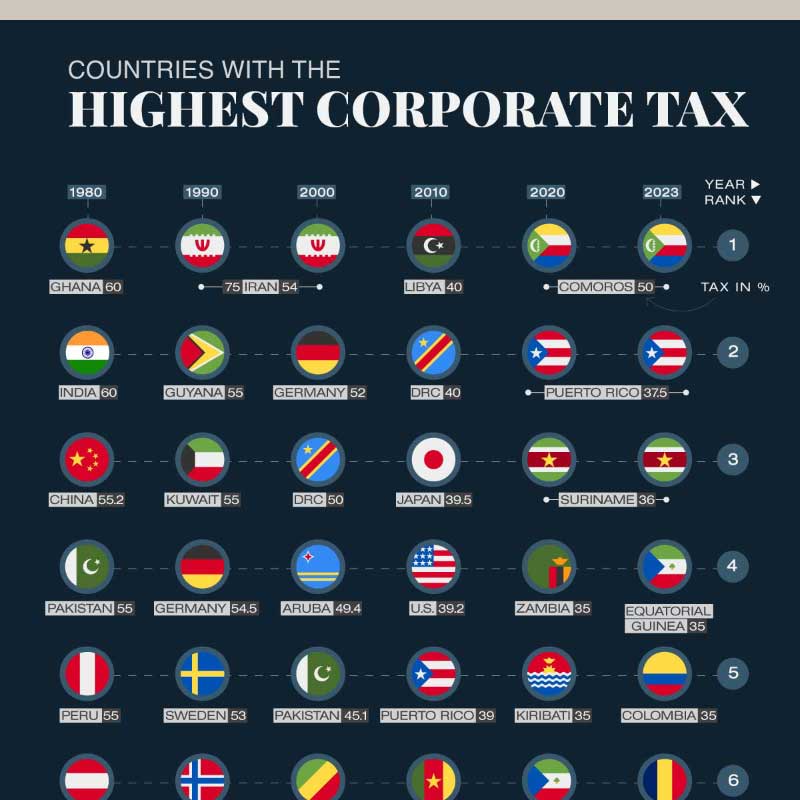 COUNTRIES WITH THE
HIGHEST CORPORATE TAX
1980 1990 2000 2010 2020 2023 YEAR ▶
RANK ▼
1
GHANA 60 75 IRAN 54 LIBYA 40 COMOROS 50 TAX IN %
2
INDIA 60 GUYANA 55 GERMANY 52 DRC 40 PUERTO RICO 37.5
3
CHINA 55.2 KUWAIT 55 DRC 50 JAPAN 39.5 SURINAME 36
4
PAKISTAN 55 GERMANY 54.5 ARUBA 49.4 U.S. 39.2 ZAMBIA 35 EQUATORIAL
GUINEA 35
5
PERU 55 SWEDEN 53 PAKISTAN 45.1 PUERTO RICO 39 KIRIBATI 35 COLOMBIA 35
6